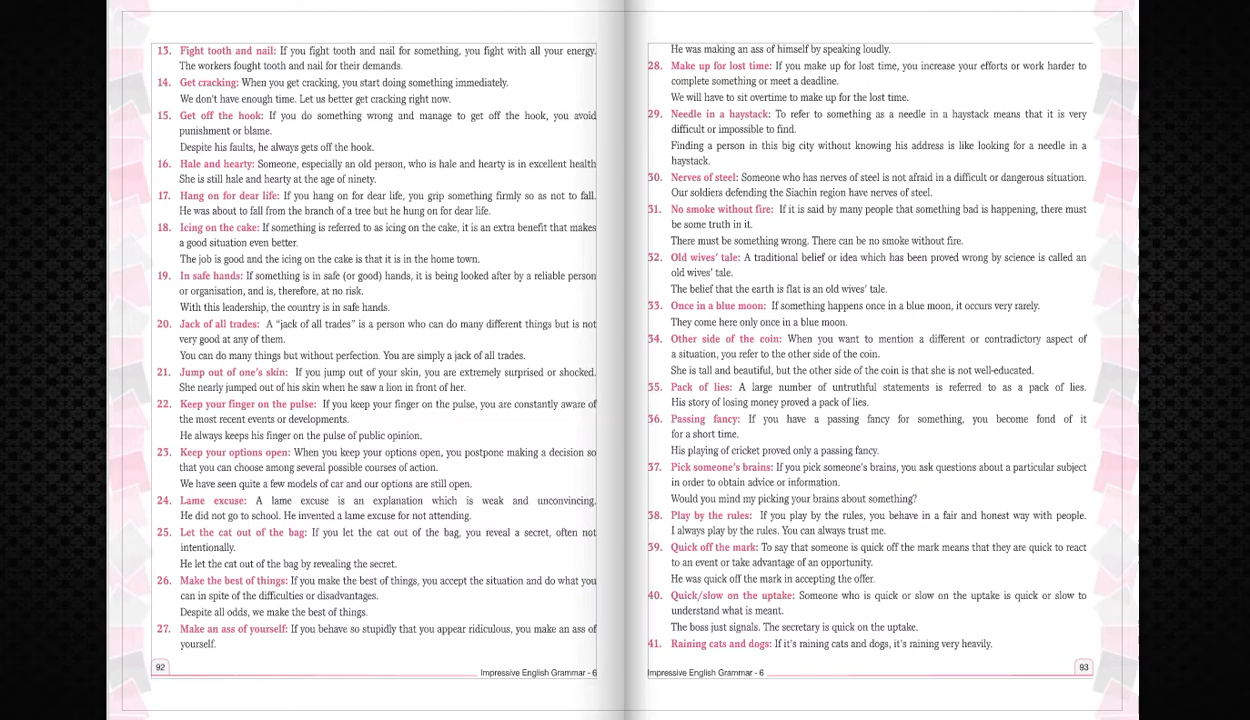 13. Fight tooth and nail: If you fight tooth and nail for something, you fight with all your energy.
The workers fought tooth and nail for their demands.
14. Get cracking: When you get cracking, you start doing something immediately.
We don't have enough time. Let us better get cracking right now.
15. Get off the hook: If you do something wrong and manage to get off the hook, you avoid
punishment or blame.
Despite his faults, he always gets off the hook.
16. Hale and hearty: Someone, especially an old person, who is hale and hearty is in excellent health
She is still hale and hearty at the age of ninety.
17. Hang on for dear life: If you hang on for dear life, you grip something firmly so as not to fall.
He was about to fall from the branch of a tree but he hung on for dear life.
18. Icing on the cake: If something is referred to as icing on the cake, it is an extra benefit that makes
a good situation even better.
The job is good and the icing on the cake is that it is in the home town.
19. In safe hands: If something is in safe (or good) hands, it is being looked after by a reliable person
or organisation, and is, therefore, at no risk.
With this leadership, the country is in safe hands.
20. Jack of all trades: A “jack of all trades” is a person who can do many different things but is not
very good at any of them.
You can do many things but without perfection. You are simply a jack of all trades.
21. Jump out of one's skin: If you jump out of your skin, you are extremely surprised or shocked.
She nearly jumped out of his skin when he saw a lion in front of her.
22. Keep your finger on the pulse: If you keep your finger on the pulse, you are constantly aware of
the most recent events or developments.
He always keeps his finger on the pulse of public opinion.
23. Keep your options open: When you keep your options open, you postpone making a decision so
that you can choose among several possible courses of action.
We have seen quite a few models of car and our options are still open.
24. Lame excuse: A lame excuse is an explanation which is weak and unconvincing.
He did not go to school. He invented a lame excuse for not attending.
25. Let the cat out of the bag: If you let the cat out of the bag, you reveal a secret, often not
intentionally.
He let the cat out of the bag by revealing the secret.
26. Make the best of things: If you make the best of things, you accept the situation and do what you
can in spite of the difficulties or disadvantages.
Despite all odds, we make the best of things.
27. Make an ass of yourself: If you behave so stupidly that you appear ridiculous, you make an ass of
yourself.
92
Impressive English Grammar - 6
He was making an ass of himself by speaking loudly.
28. Make up for lost time: If you make up for lost time, you increase your efforts or work harder to
complete something or meet a deadline.
We will have to sit overtime to make up for the lost time.
29. Needle in a haystack: To refer to something as a needle in a haystack means that it is very
difficult or impossible to find.
Finding a person in this big city without knowing his address is like looking for a needle in a
haystack.
30. Nerves of steel: Someone who has nerves of steel is not afraid in a difficult or dangerous situation.
Our soldiers defending the Siachin region have nerves of steel.
31. No smoke without fire: If it is said by many people that something bad is happening, there must
be some truth in it.
There must be something wrong. There can be no smoke without fire.
32. Old wives' tale: A traditional belief or idea which has been proved wrong by science is called an
old wives' tale.
The belief that the earth is flat is an old wives' tale.
33. Once in a blue moon: If something happens once in a blue moon, it occurs very rarely.
They come here only once in a blue moon.
34. Other side of the coin: When you want to mention a different or contradictory aspect of
a situation, you refer to the other side of the coin.
She is tall and beautiful, but the other side of the coin is that she is not well-educated.
35. Pack of lies: A large number of untruthful statements is referred to as a pack of lies.
His story of losing money proved a pack of lies.
36. Passing fancy: If you have a passing fancy for something, you become fond of it
for a short time.
His playing of cricket proved only a passing fancy.
37. Pick someone's brains: If you pick someone's brains, you ask questions about a particular subject
in order to obtain advice or information.
Would you mind my picking your brains about something?
38. Play by the rules: If you play by the rules, you behave in a fair and honest way with people.
I always play by the rules. You can always trust me.
39. Quick off the mark: To say that someone is quick off the mark means that they are quick to react
to an event or take advantage of an opportunity.
He was quick off the mark in accepting the offer.
40. Quick/slow on the uptake: Someone who is quick or slow on the uptake is quick or slow to
understand what is meant.
The boss just signals. The secretary is quick on the uptake.
41. Raining cats and dogs: If it's raining cats and dogs, it's raining very heavily.
Impressive English Grammar - 6
93